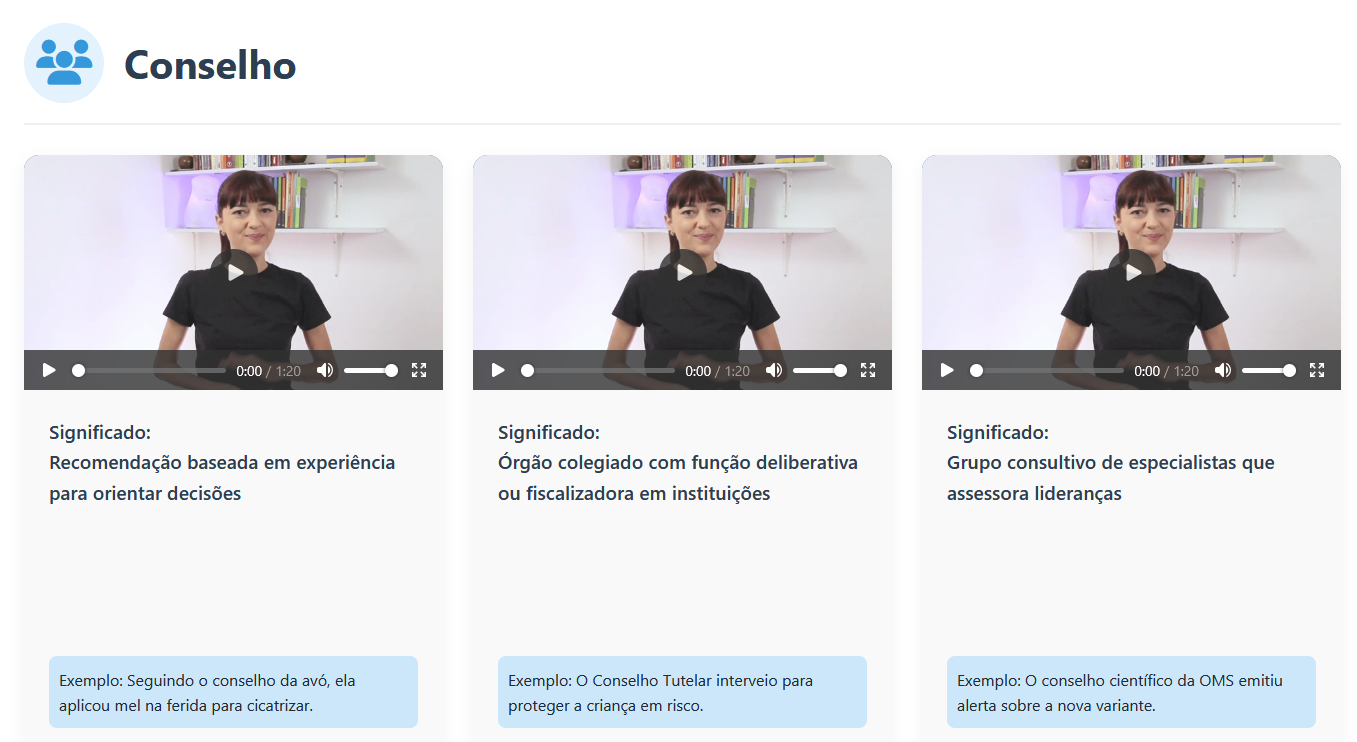 Conselho
0:00 / 1:20
0:00 / 1:20
0:00 / 1:20
Significado:
Recomendação baseada em experiência
para orientar decisões
Exemplo: Seguindo o conselho da avó, ela
aplicou mel na ferida para cicatrizar.
Significado:
Órgão colegiado com função deliberativa
ou fiscalizadora em instituições
Exemplo: O Conselho Tutelar interveio para
proteger a criança em risco.
Significado:
Grupo consultivo de especialistas que
assessora lideranças
Exemplo: O conselho científico da OMS emitiu
alerta sobre a nova variante.